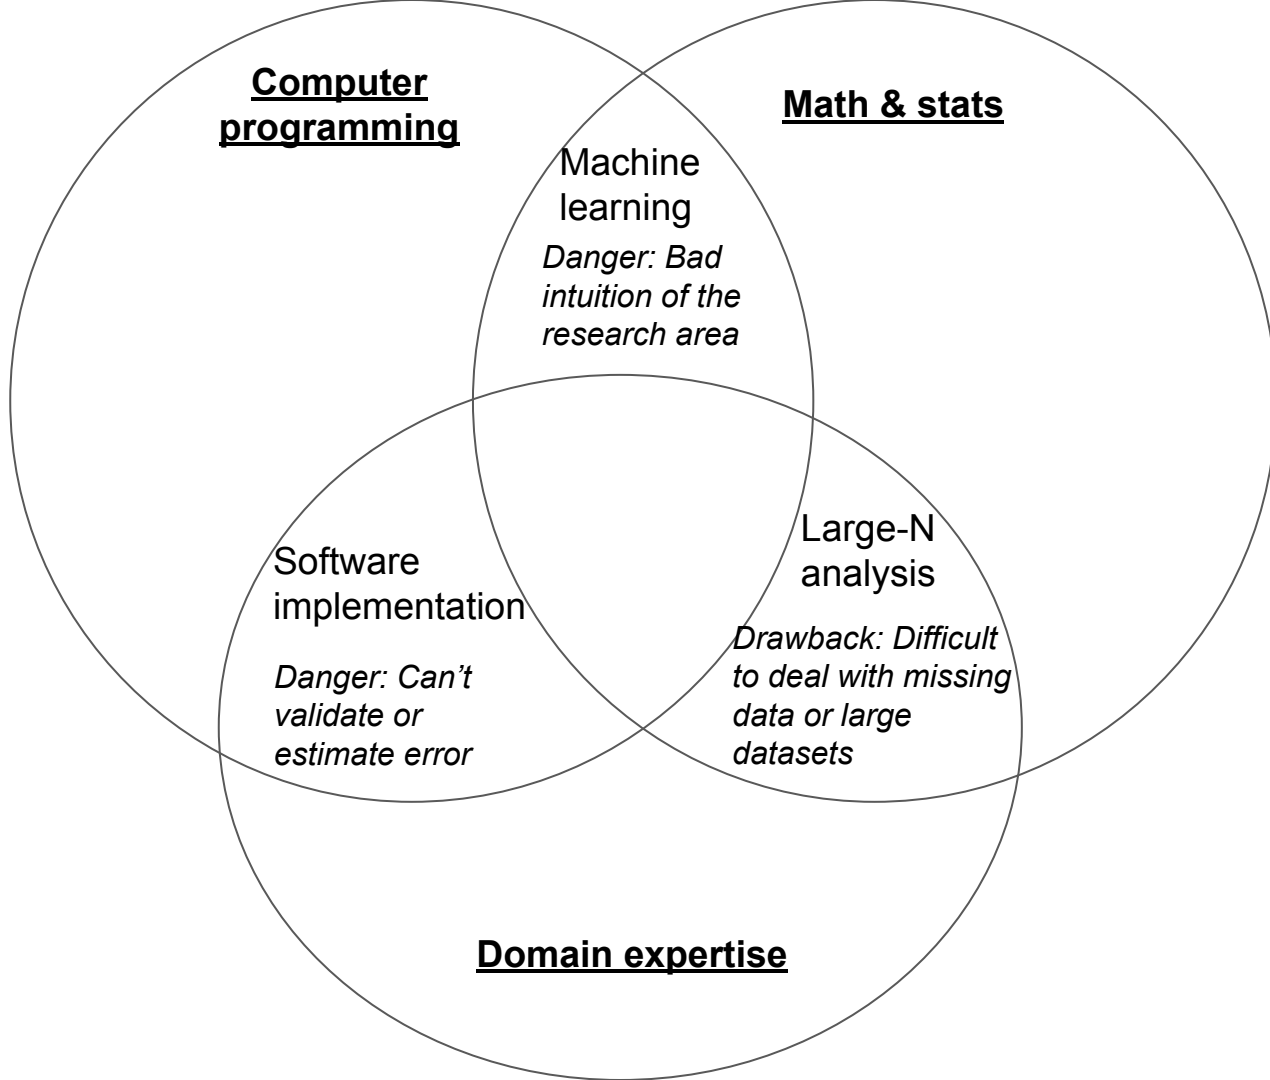 Computer
programming
Math & stats
Machine
learning
Danger: Bad
intuition of the
research area
Software
implementation
Danger: Can’t
validate or
estimate error
Large-N
analysis
Drawback: Difficult
to deal with missing
data or large
datasets
Domain expertise